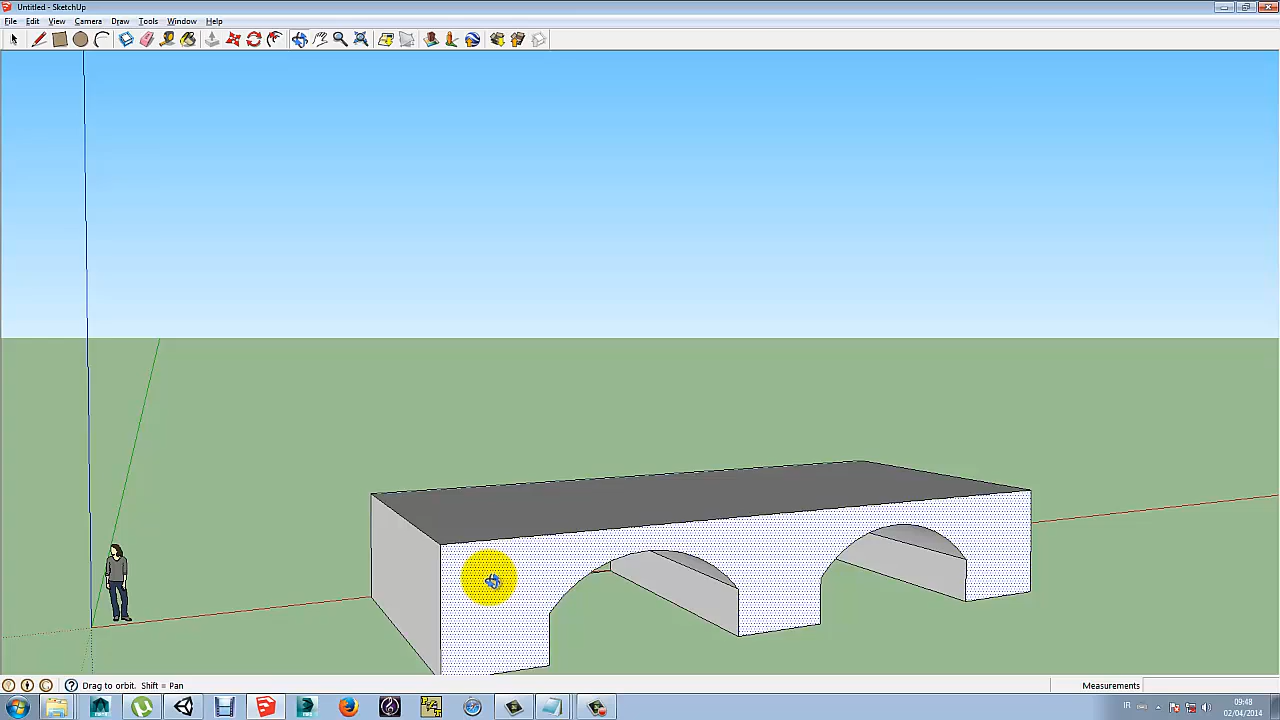 Untitled - SketchUp
File Edit View Camera Draw Tools Window Help
Drag to orbit. Shift = Pan
Measurements
IR
09:48
02/04/2014